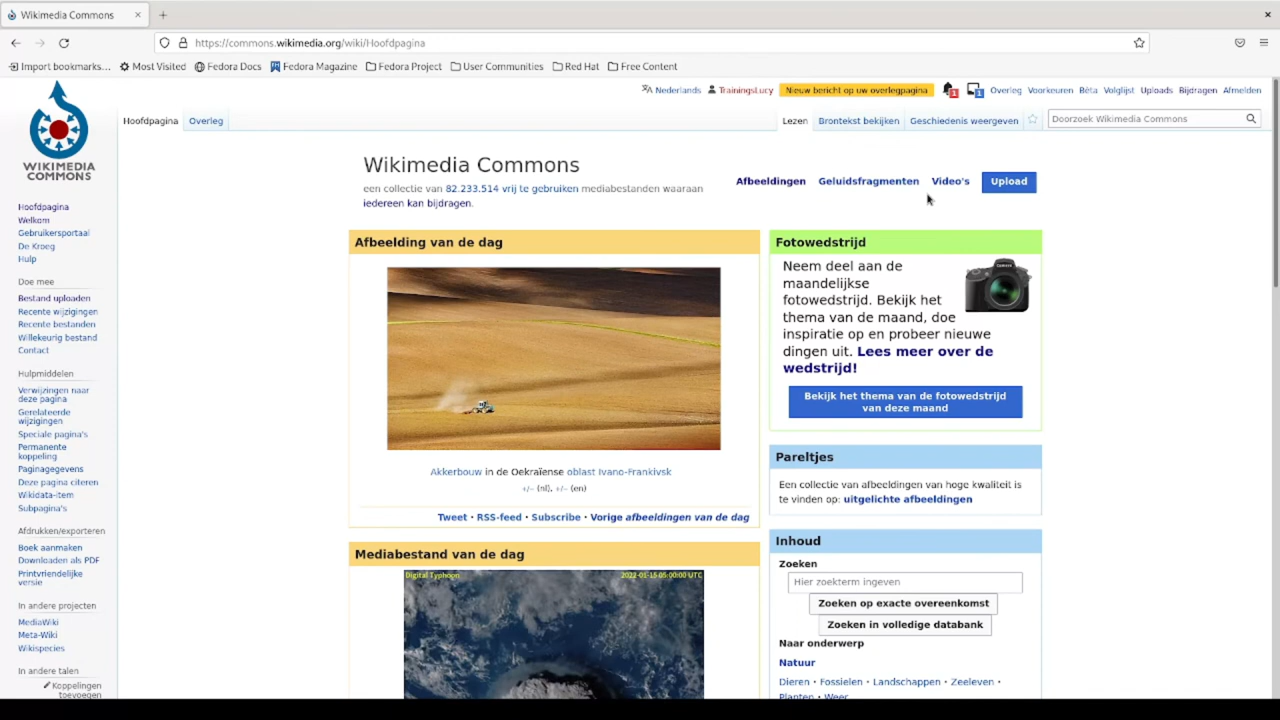 Wikimedia Commons
Import bookmarks...
Most Visited
Fedora Docs
Fedora Magazine
Fedora Project
User Communities
Red Hat
Free Content
https://commons.wikimedia.org/wiki/Hoofdpagina
Nederlands
TrainingsLucy
Nieuw bericht op uw overlegpagina
1
1
Overleg
Voorkeuren
Bèta
Volglijst
Uploads
Bijdragen
Afmelden
Hoofdpagina
Overleg
Lezen
Brontekst bekijken
Geschiedenis weergeven
Doorzoek Wikimedia Commons
WIKIMEDIA
COMMONS
Hoofdpagina
Welkom
Gebruikersportaal
De Kroeg
Hulp
Doe mee
Bestand uploaden
Recente wijzigingen
Recente bestanden
Willekeurig bestand
Contact
Hulpmiddelen
Verwijzingen naar
deze pagina
Gerelateerde
wijzigingen
Speciale pagina's
Permanente
koppeling
Paginagegevens
Deze pagina citeren
Wikidata-item
Subpagina's
Afdrukken/exporteren
Boek aanmaken
Downloaden als PDF
Printvriendelijke
versie
In andere projecten
MediaWiki
Meta-Wiki
Wikispecies
In andere talen
Koppelingen
toevoegen
Wikimedia Commons
een collectie van 82.233.514 vrij te gebruiken mediabestanden waaraan
iedereen kan bijdragen.
Afbeeldingen
Geluidsfragmenten
Video's
Upload
Afbeelding van de dag
Akkerbouw in de Oekraïense oblast Ivano-Frankivsk
+/− (nl), +/− (en)
Tweet · RSS-feed · Subscribe · Vorige afbeeldingen van de dag
Mediabestand van de dag
Digital Typhoon
2022-01-15 05:00:00 UTC
Fotowedstrijd
Neem deel aan de
maandelijkse
fotowedstrijd. Bekijk het
thema van de maand, doe
inspiratie op en probeer nieuwe
dingen uit. Lees meer over de
wedstrijd!
Bekijk het thema van de fotowedstrijd
van deze maand
Pareltjes
Een collectie van afbeeldingen van hoge kwaliteit is
te vinden op: uitgelichte afbeeldingen
Inhoud
Zoeken
Hier zoekterm ingeven
Zoeken op exacte overeenkomst
Zoeken in volledige databank
Naar onderwerp
Natuur
Dieren · Fossielen · Landschappen · Zeeleven ·
Planten · Weer